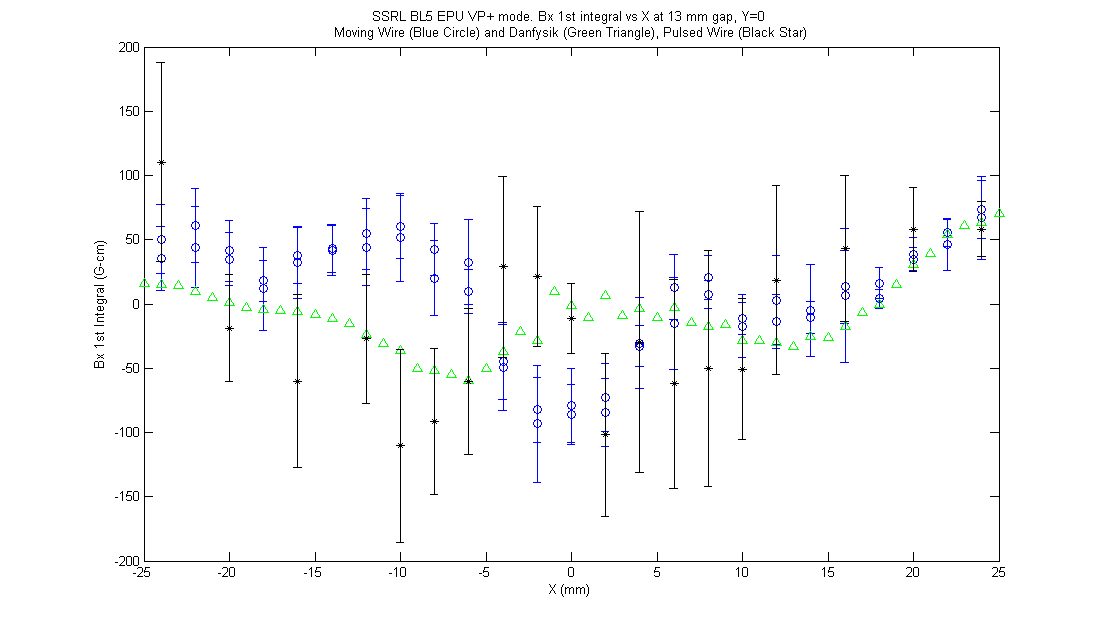 SSRL BL5 EPU VP+ mode. Bx 1st integral vs X at 13 mm gap, Y=0
Moving Wire (Blue Circle) and Danfysik (Green Triangle), Pulsed Wire (Black Star)
200
150
100
50
0
-50
-100
-150
-200
Bx 1st Integral (G-cm)
-25 -20 -15 -10 -5 0 5 10 15 20 25
X (mm)